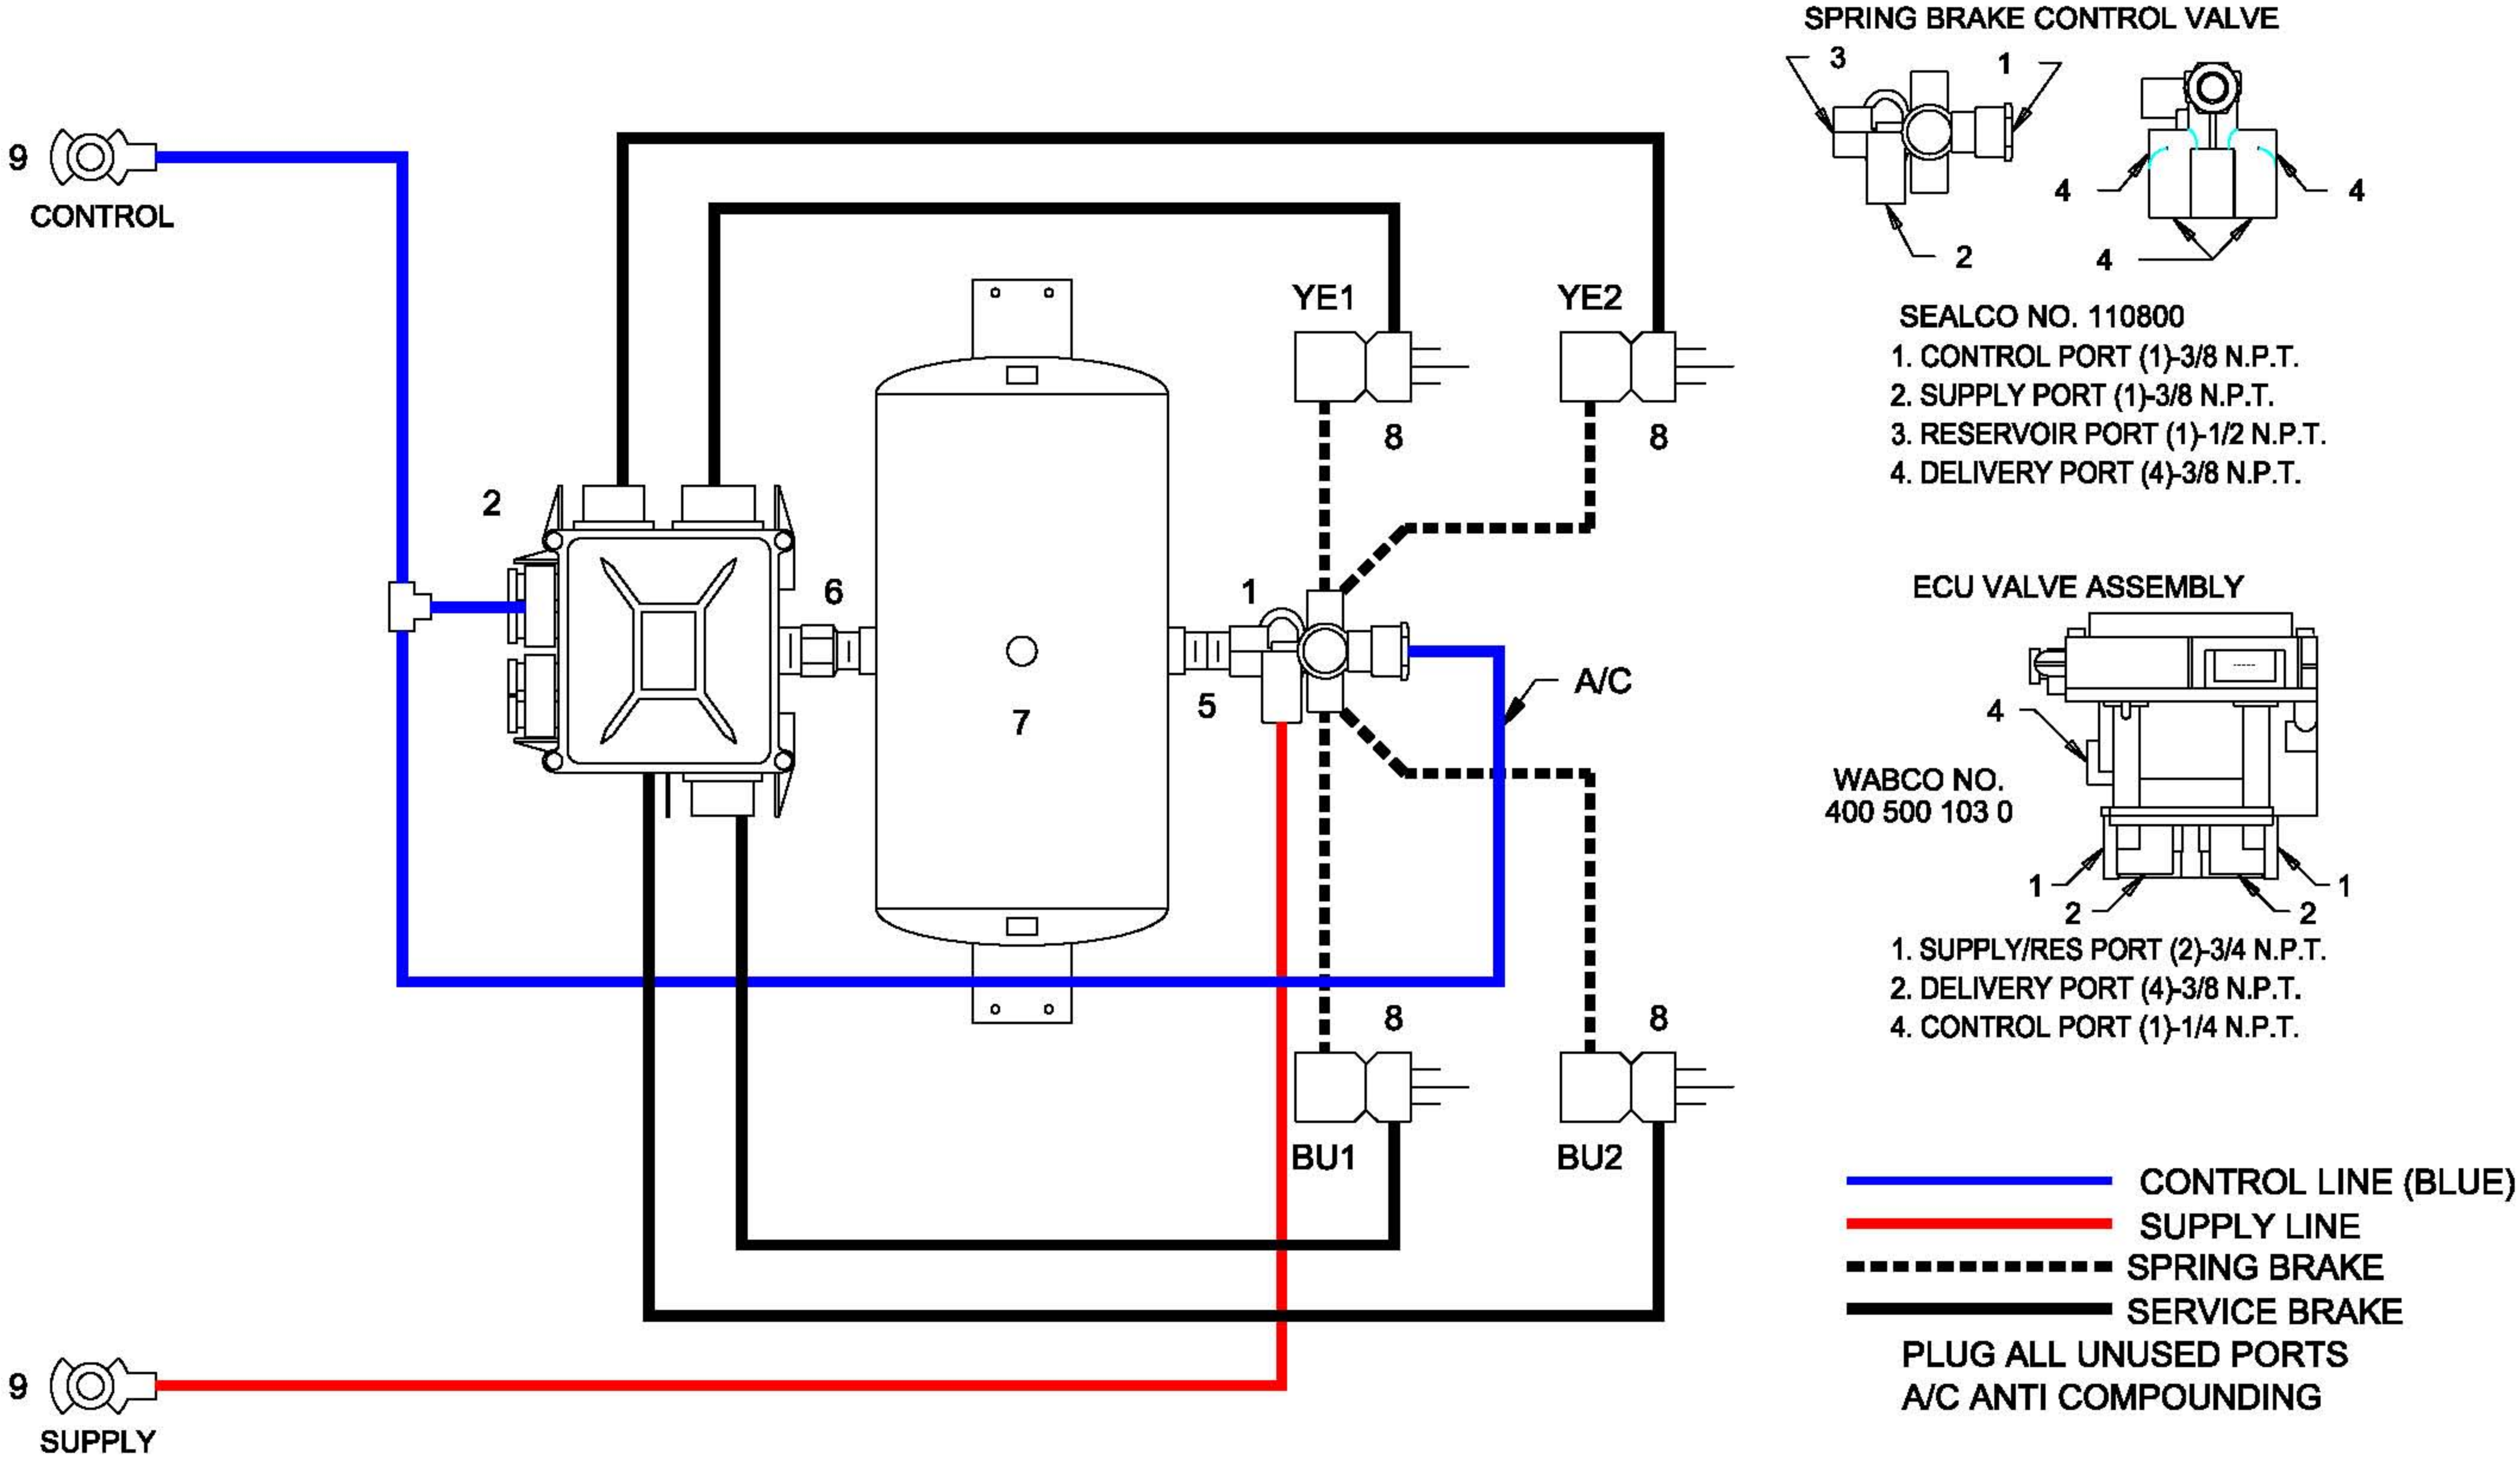 SPRING BRAKE CONTROL VALVE
3
1
4
4
2
4
SEALCO NO. 110800
1. CONTROL PORT (1)-3/8 N.P.T.
2. SUPPLY PORT (1)-3/8 N.P.T.
3. RESERVOIR PORT (1)-1/2 N.P.T.
4. DELIVERY PORT (4)-3/8 N.P.T.
9
CONTROL
YE1
YE2
8
8
2
6
1
5
7
A/C
8
8
BU1
BU2
9
SUPPLY
ECU VALVE ASSEMBLY
4
WABCO NO.
400 500 103 0
1
1
2
2
1. SUPPLY/RES PORT (2)-3/4 N.P.T.
2. DELIVERY PORT (4)-3/8 N.P.T.
4. CONTROL PORT (1)-1/4 N.P.T.
CONTROL LINE (BLUE)
SUPPLY LINE
SPRING BRAKE
SERVICE BRAKE
PLUG ALL UNUSED PORTS
A/C ANTI COMPOUNDING